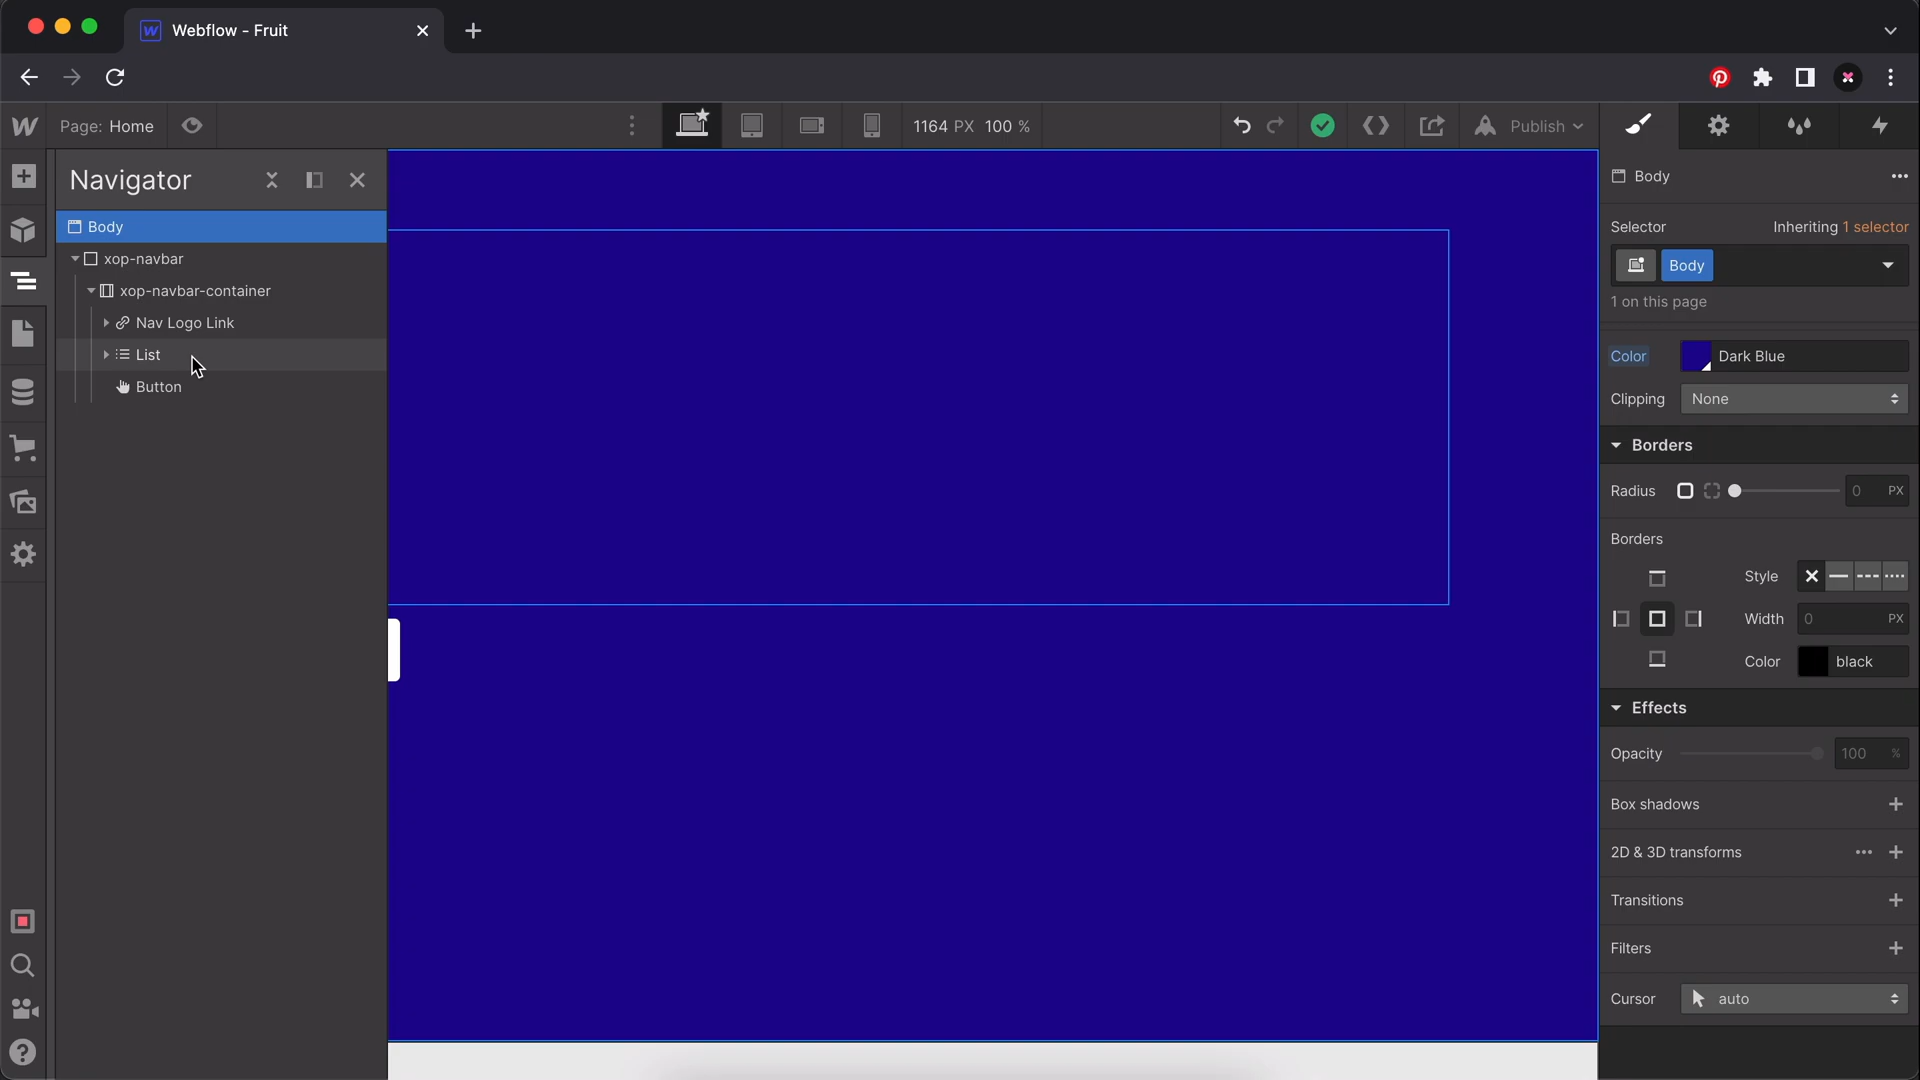 Webflow - Fruit
Page: Home
1164 PX 100 %
Publish
Navigator
Body
xop-navbar
xop-navbar-container
Nav Logo Link
List
Button
Body
Selector
Inheriting 1 selector
Body
1 on this page
Color
Dark Blue
Clipping
None
Borders
Radius
0 PX
Borders
Style
Width
0 PX
Color
black
Effects
Opacity
100 %
Box shadows
2D & 3D transforms
Transitions
Filters
Cursor
auto